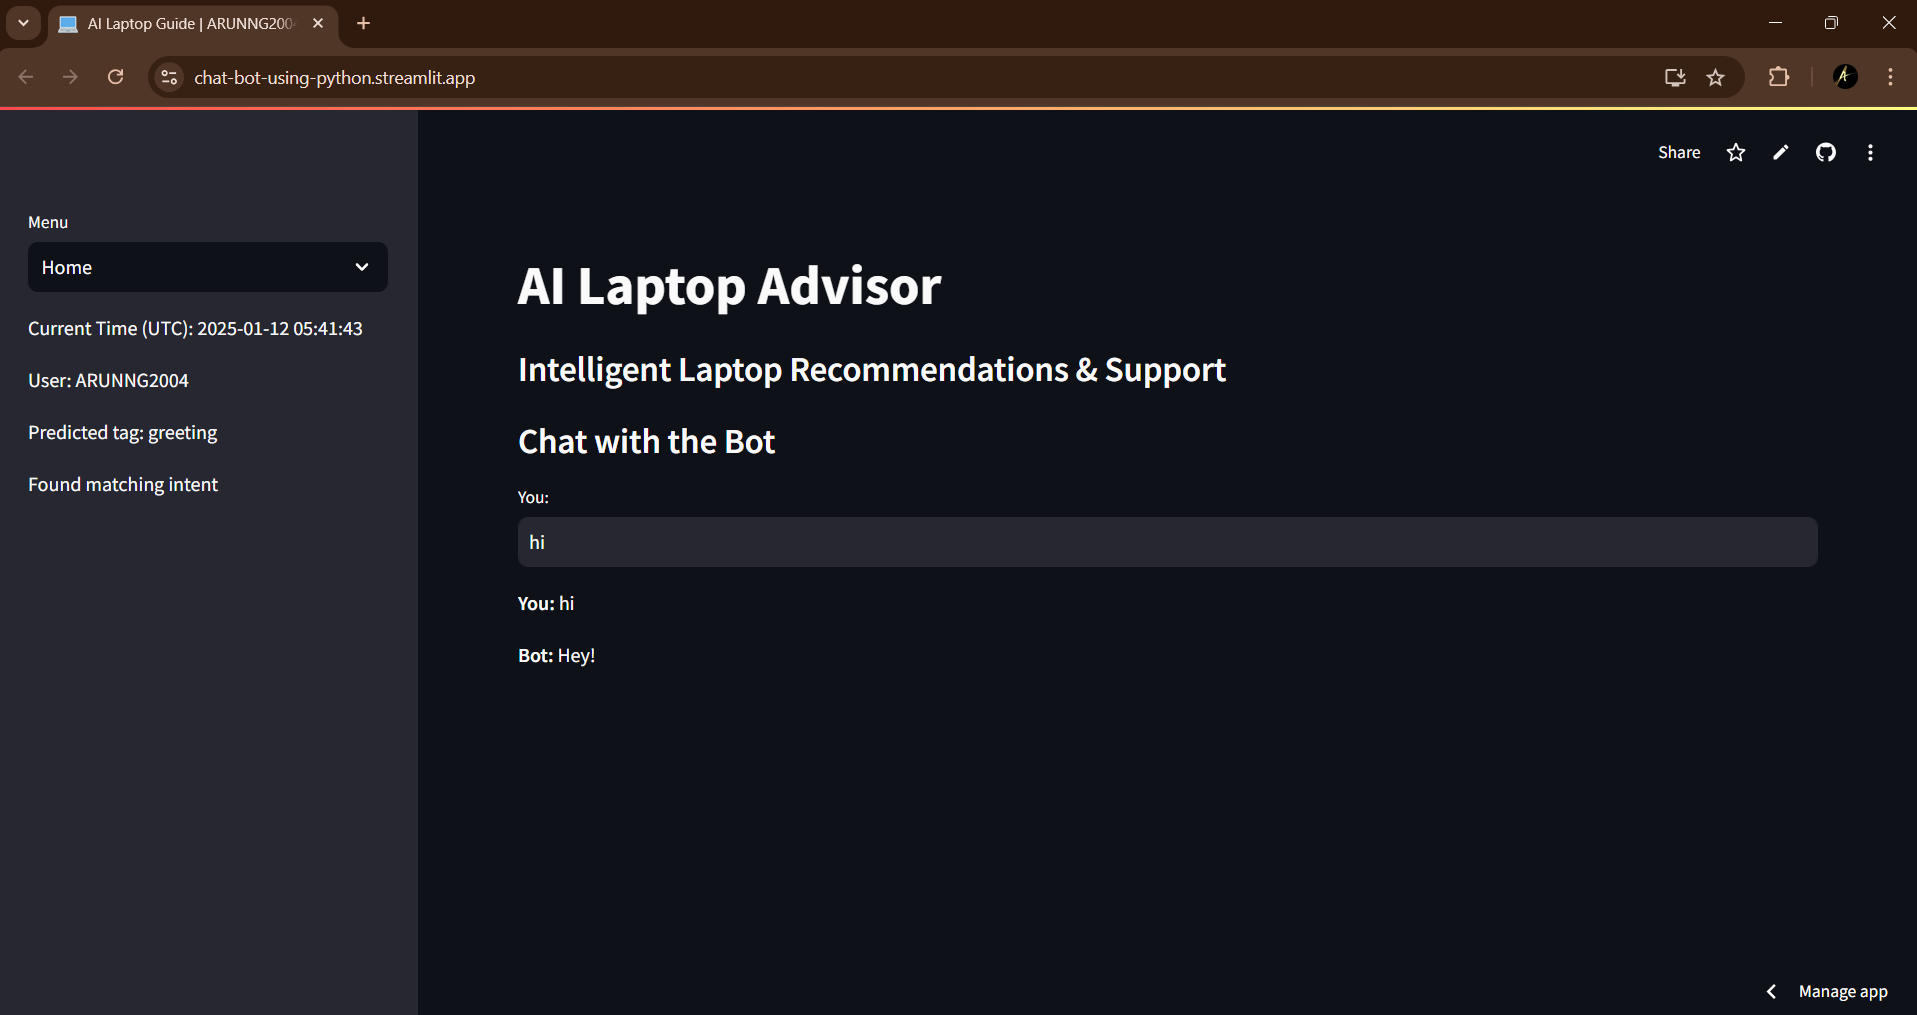 AI Laptop Guide | ARUNNG200
chat-bot-using-python.streamlit.app
Share
Menu
Home
Current Time (UTC): 2025-01-12 05:41:43
User: ARUNNG2004
Predicted tag: greeting
Found matching intent
AI Laptop Advisor
Intelligent Laptop Recommendations & Support
Chat with the Bot
You:
hi
You: hi
Bot: Hey!
Manage app